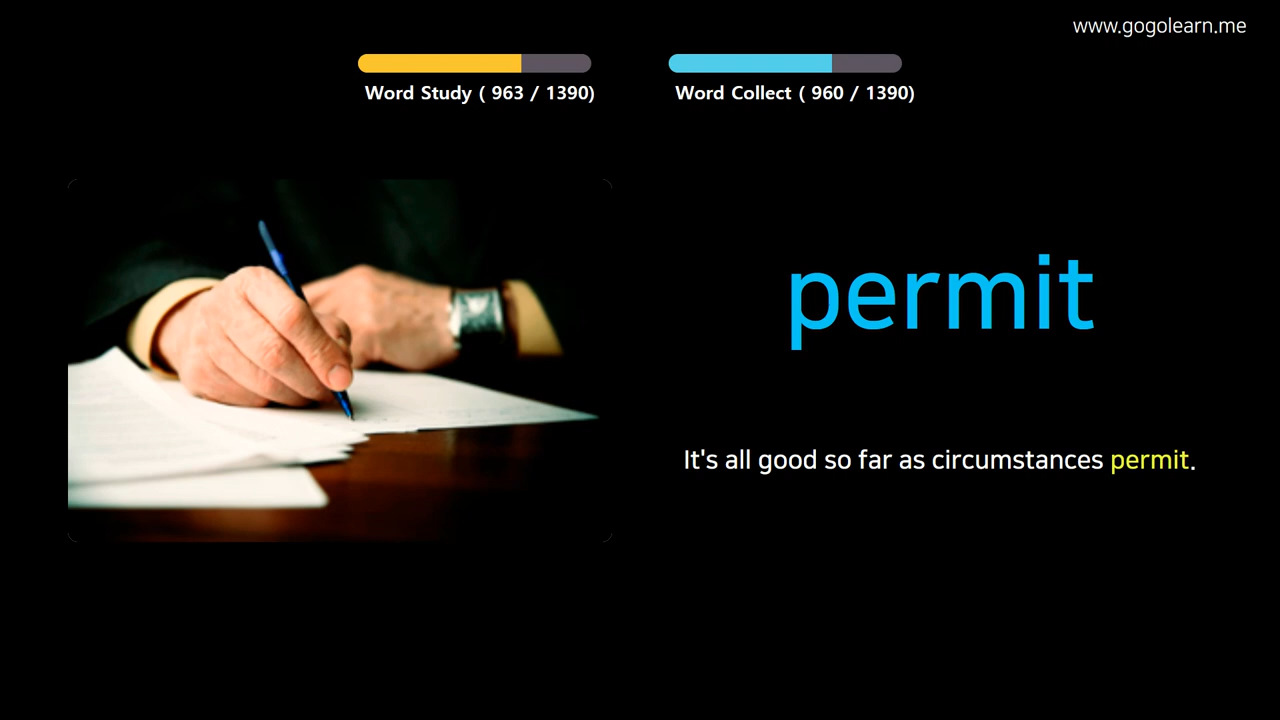 www.gogolearn.me
Word Study ( 963 / 1390)
Word Collect ( 960 / 1390)
permit
It's all good so far as circumstances permit.